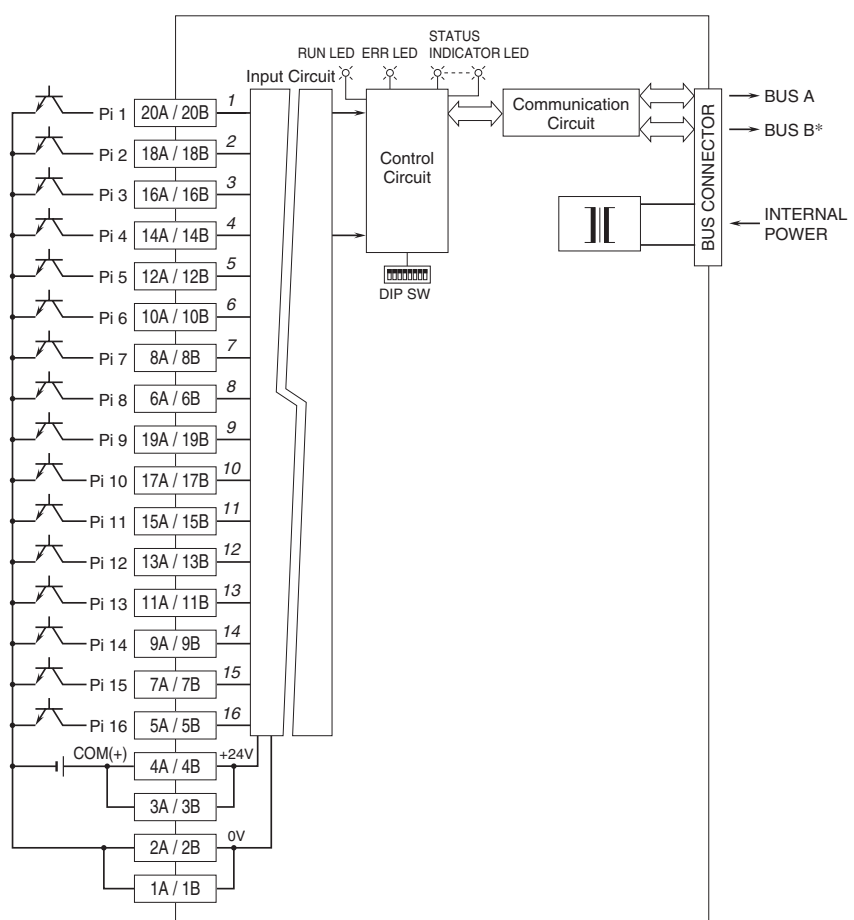 STATUS
RUN LED ERR LED INDICATOR LED
Input Circuit
Pi 1 20A / 20B 1
Pi 2 18A / 18B 2
Pi 3 16A / 16B 3
Pi 4 14A / 14B 4
Pi 5 12A / 12B 5
Pi 6 10A / 10B 6
Pi 7 8A / 8B 7
Pi 8 6A / 6B 8
Pi 9 19A / 19B 9
Pi 10 17A / 17B 10
Pi 11 15A / 15B 11
Pi 12 13A / 13B 12
Pi 13 11A / 11B 13
Pi 14 9A / 9B 14
Pi 15 7A / 7B 15
Pi 16 5A / 5B 16
COM(+) 4A / 4B +24V
3A / 3B
2A / 2B 0V
1A / 1B
Control
Circuit
DIP SW
Communication
Circuit
BUS CONNECTOR
BUS A
BUS B*
INTERNAL
POWER